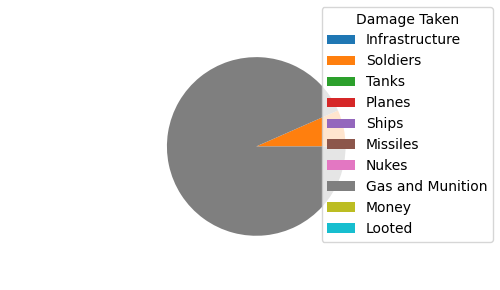 Damage Taken
Infrastructure
Soldiers
Tanks
Planes
Ships
Missiles
Nukes
Gas and Munition
Money
Looted